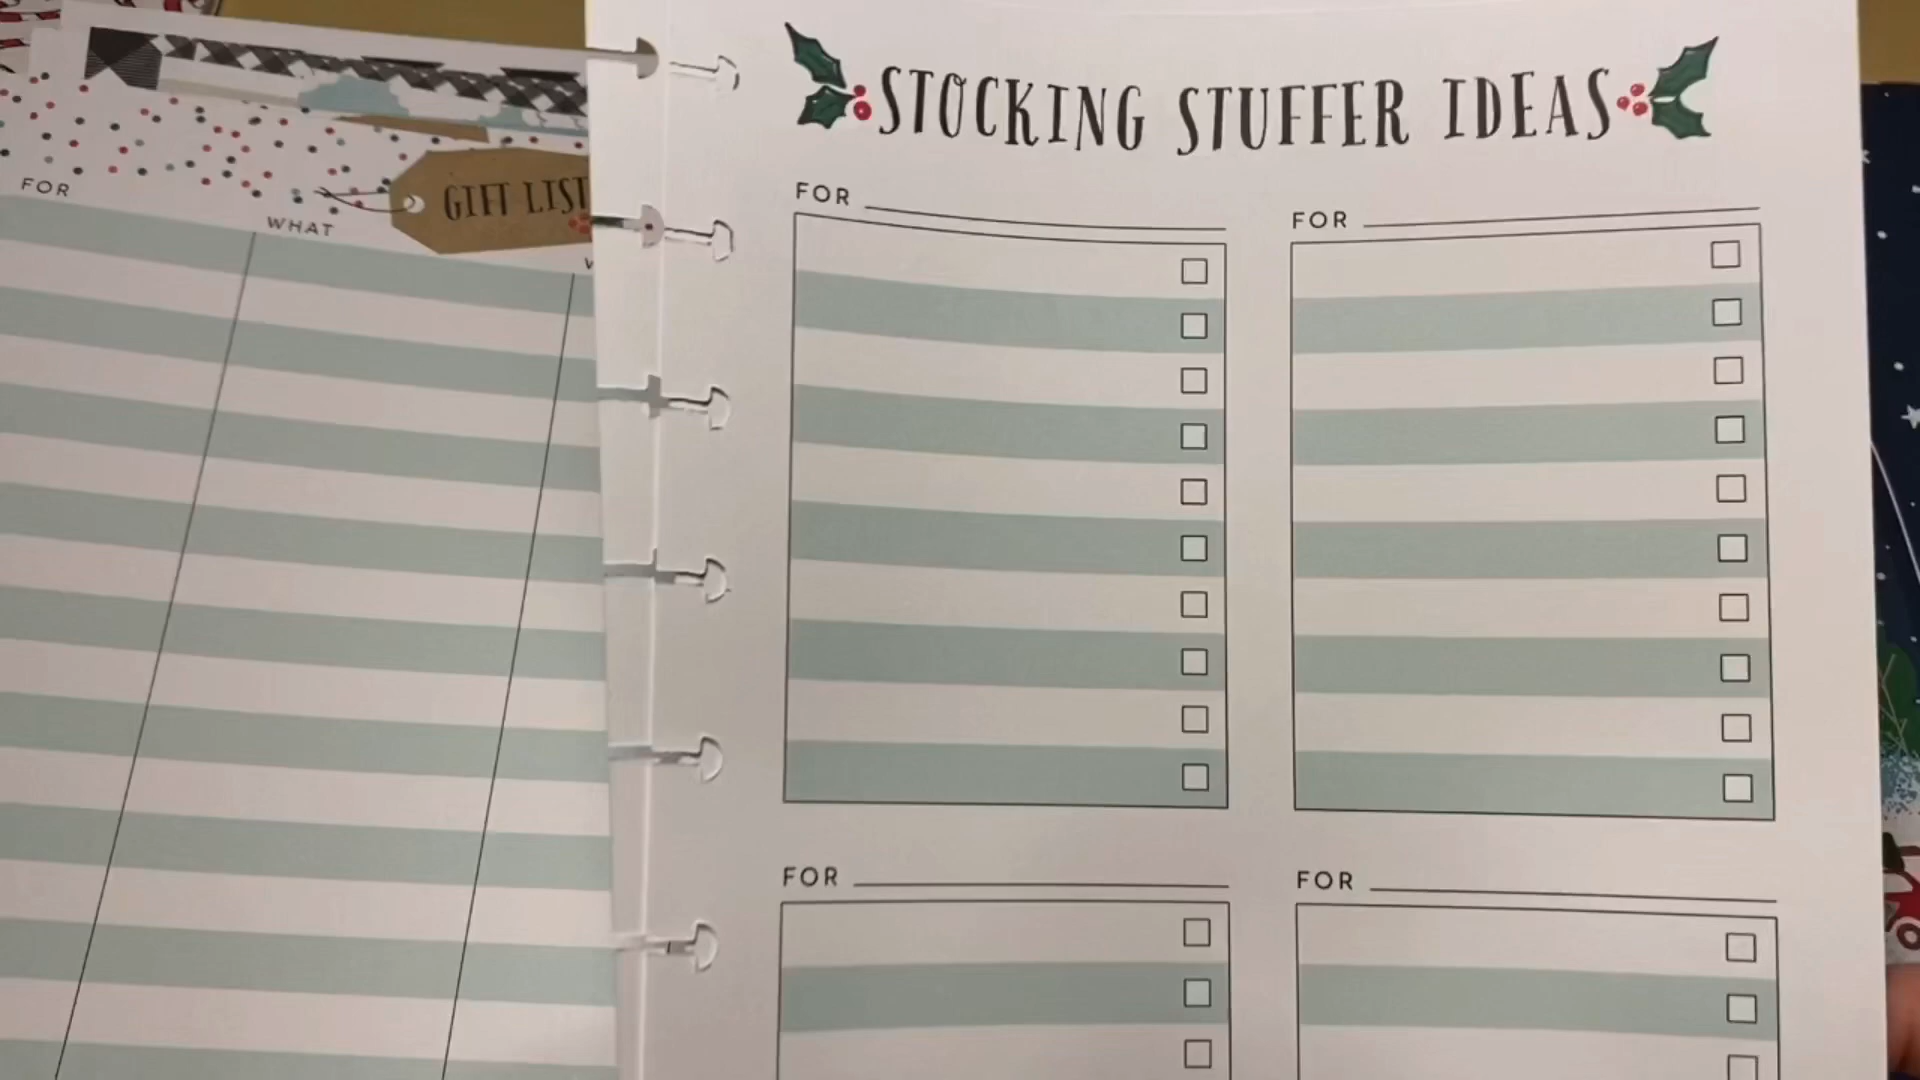 GIFT LIST
FOR
WHAT
STOCKING STUFFER IDEAS
FOR
FOR
FOR
FOR